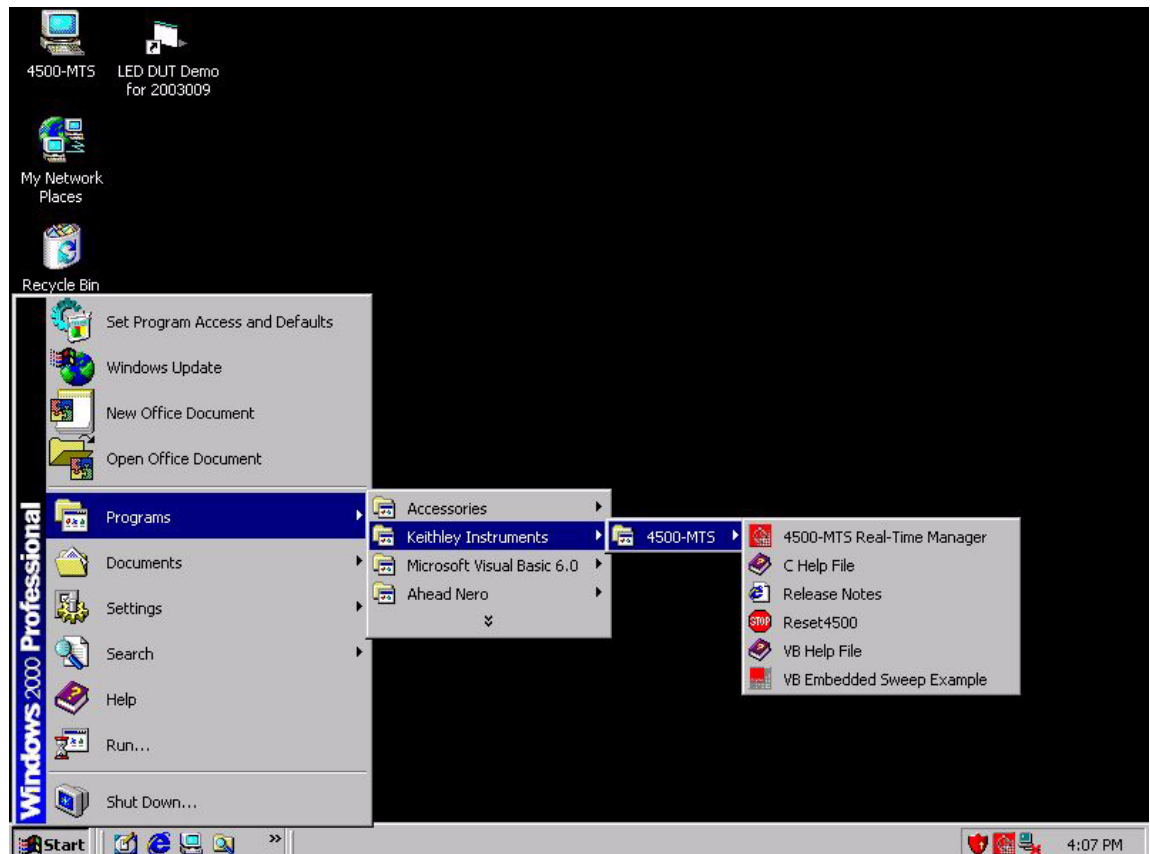 4500-MTS
LED DUT Demo
for 2003009
My Network
Places
Recycle Bin
Set Program Access and Defaults
Windows Update
New Office Document
Open Office Document
Programs
Documents
Settings
Search
Help
Run...
Shut Down...
Windows 2000 Professional
Accessories
Keithley Instruments
Microsoft Visual Basic 6.0
Ahead Nero
4500-MTS
4500-MTS Real-Time Manager
C Help File
Release Notes
STOP Reset4500
VB Help File
VB Embedded Sweep Example
Start
4:07 PM